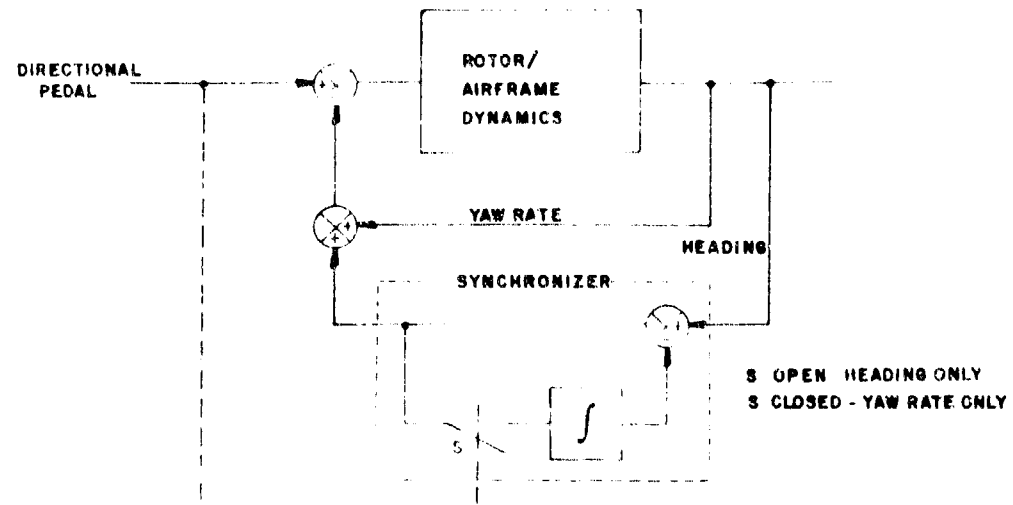 DIRECTIONAL
PEDAL
ROTOR/
AIRFRAME
DYNAMICS
YAW RATE
HEADING
SYNCHRONIZER
S OPEN HEADING ONLY
S CLOSED - YAW RATE ONLY
S
∫